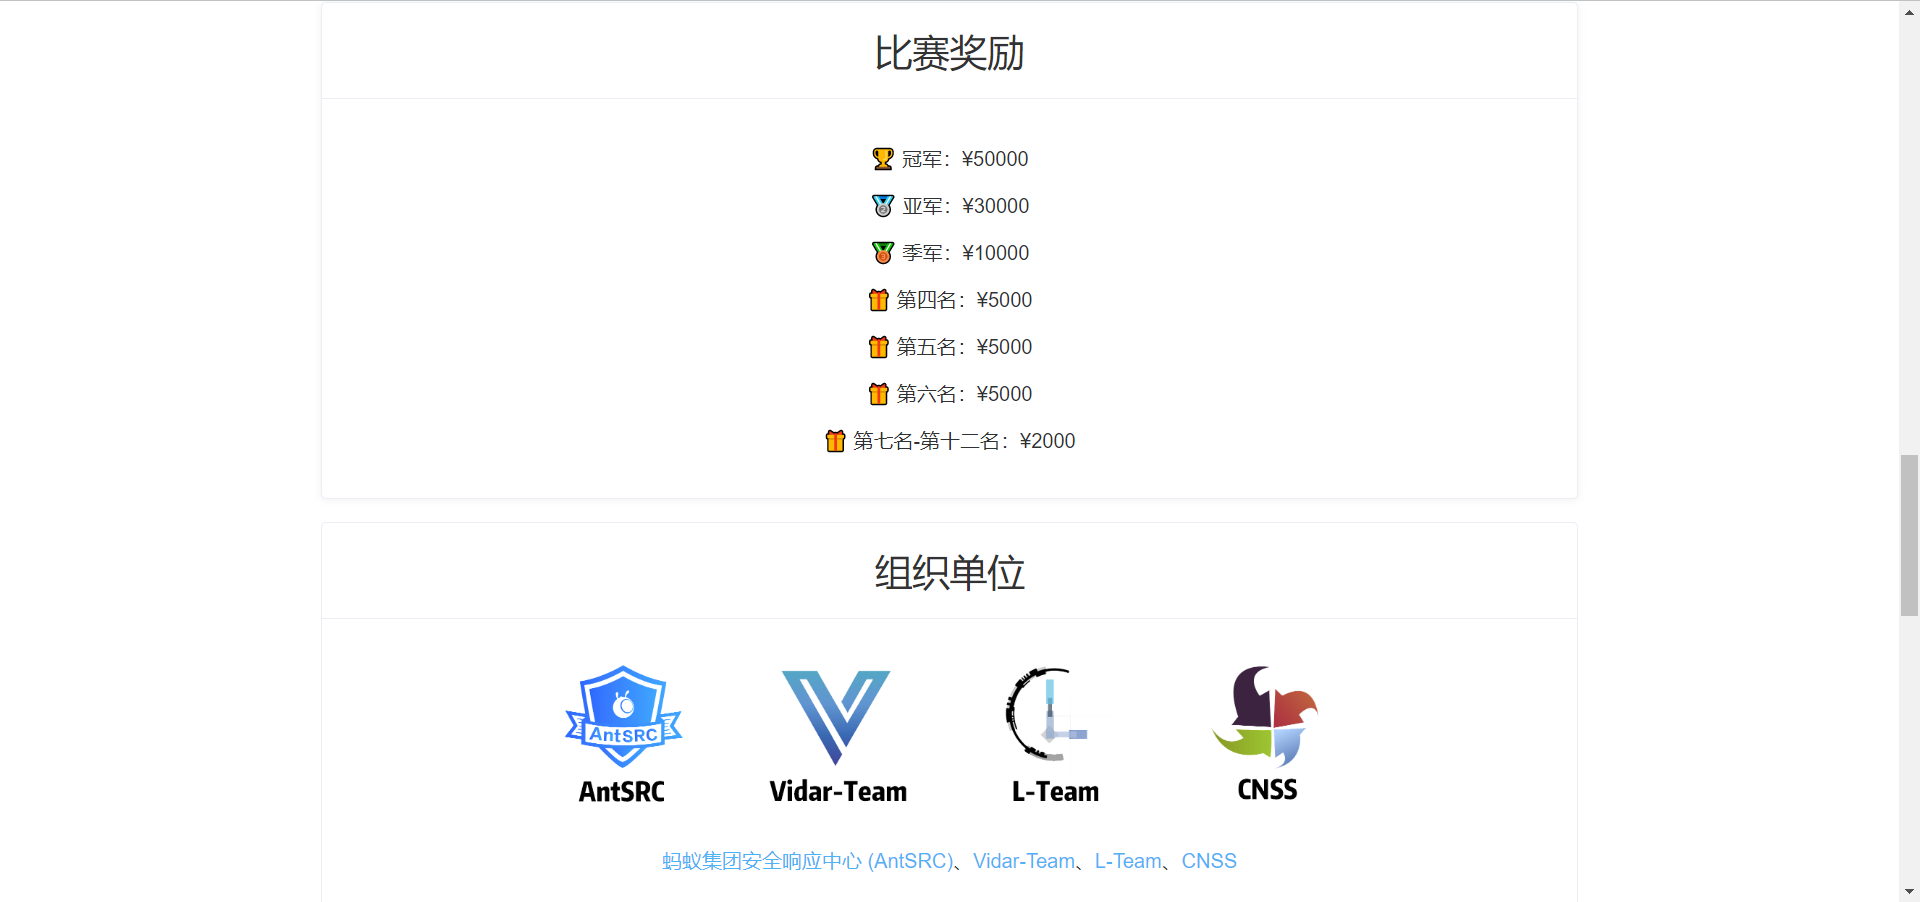 比赛奖励
冠军：¥50000
亚军：¥30000
季军：¥10000
第四名：¥5000
第五名：¥5000
第六名：¥5000
第七名-第十二名：¥2000
组织单位
AntSRC
AntSRC Vidar-Team L-Team CNSS
蚂蚁集团安全响应中心 (AntSRC)、Vidar-Team、L-Team、CNSS